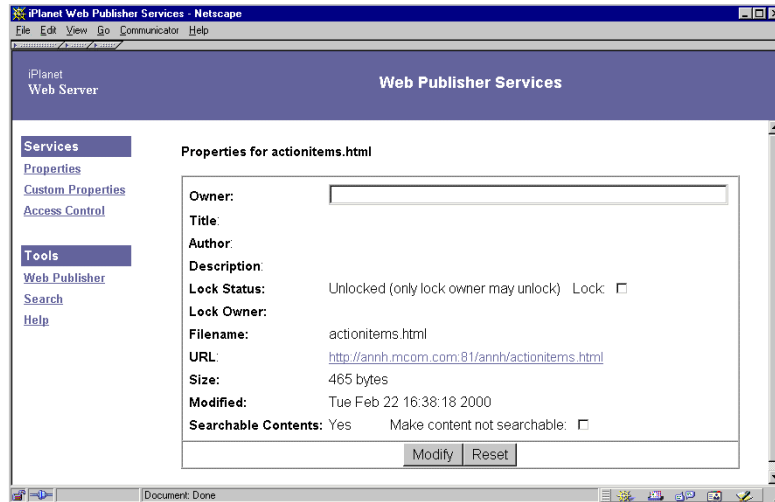 iPlanet Web Publisher Services - Netscape
File Edit View Go Communicator Help
iPlanet
Web Server
Web Publisher Services
Services
Properties
Custom Properties
Access Control
Tools
Web Publisher
Search
Help
Properties for actionitems.html
Owner:
Title:
Author:
Description:
Lock Status: Unlocked (only lock owner may unlock) Lock:
Lock Owner:
Filename: actionitems.html
URL: http://annh.mcom.com:81/annh/actionitems.html
Size: 465 bytes
Modified: Tue Feb 22 16:38:18 2000
Searchable Contents: Yes Make content not searchable:
Modify Reset
Document: Done